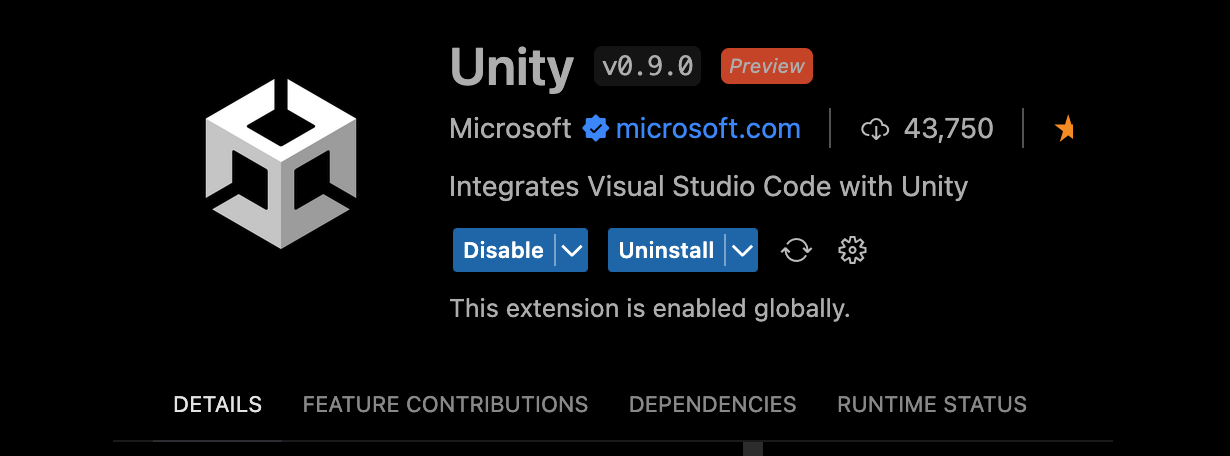 Unity v0.9.0 Preview
Microsoft microsoft.com 43,750
Integrates Visual Studio Code with Unity
Disable Uninstall
This extension is enabled globally.
DETAILS FEATURE CONTRIBUTIONS DEPENDENCIES RUNTIME STATUS